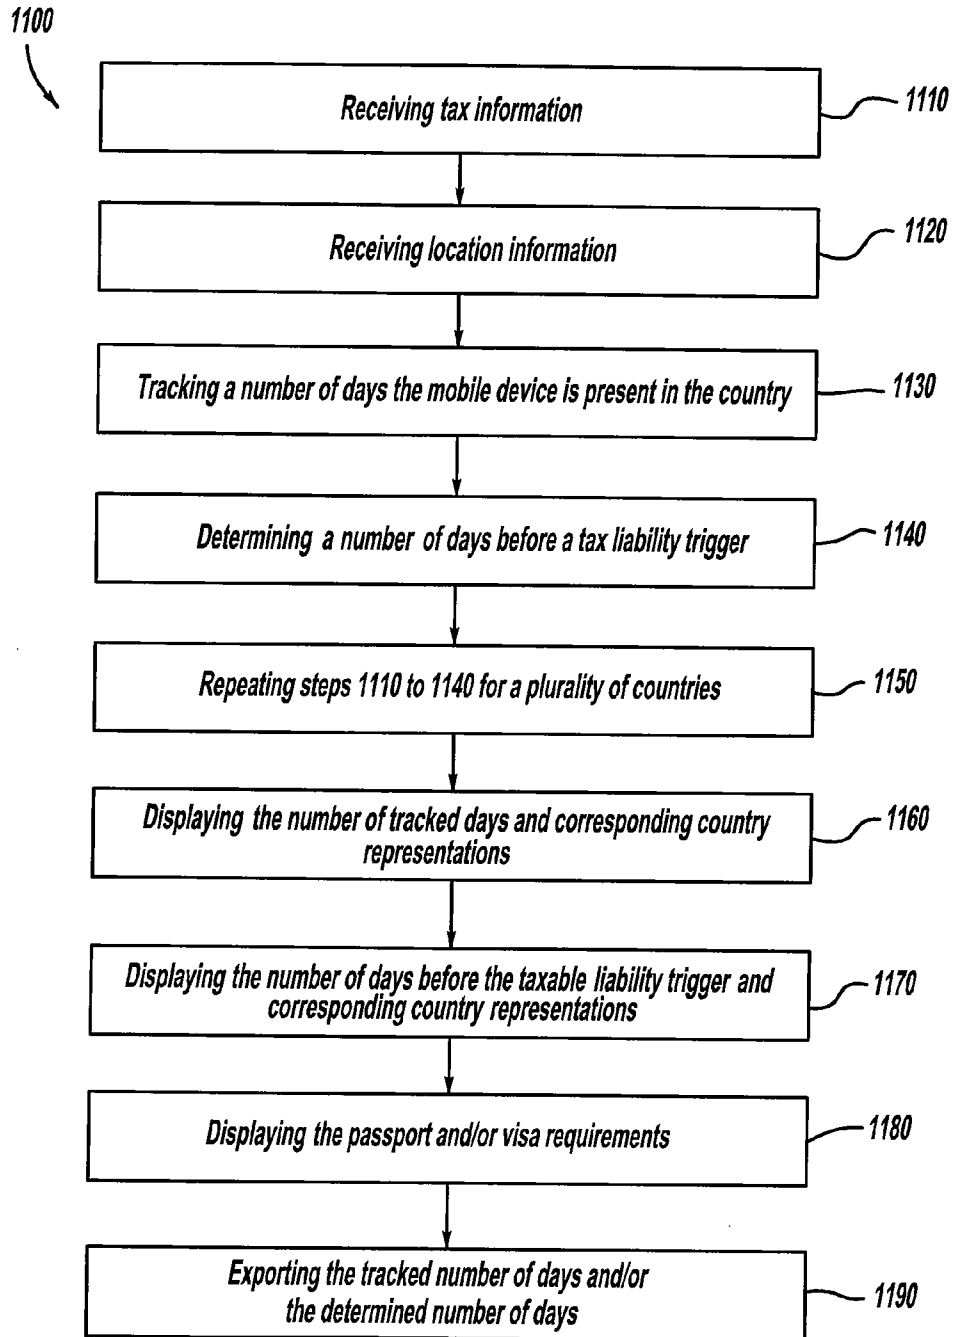 1100
Receiving tax information
1110
Receiving location information
1120
Tracking a number of days the mobile device is present in the country
1130
Determining a number of days before a tax liability trigger
1140
Repeating steps 1110 to 1140 for a plurality of countries
1150
Displaying the number of tracked days and corresponding country
representations
1160
Displaying the number of days before the taxable liability trigger and
corresponding country representations
1170
Displaying the passport and/or visa requirements
1180
Exporting the tracked number of days and/or
the determined number of days
1190